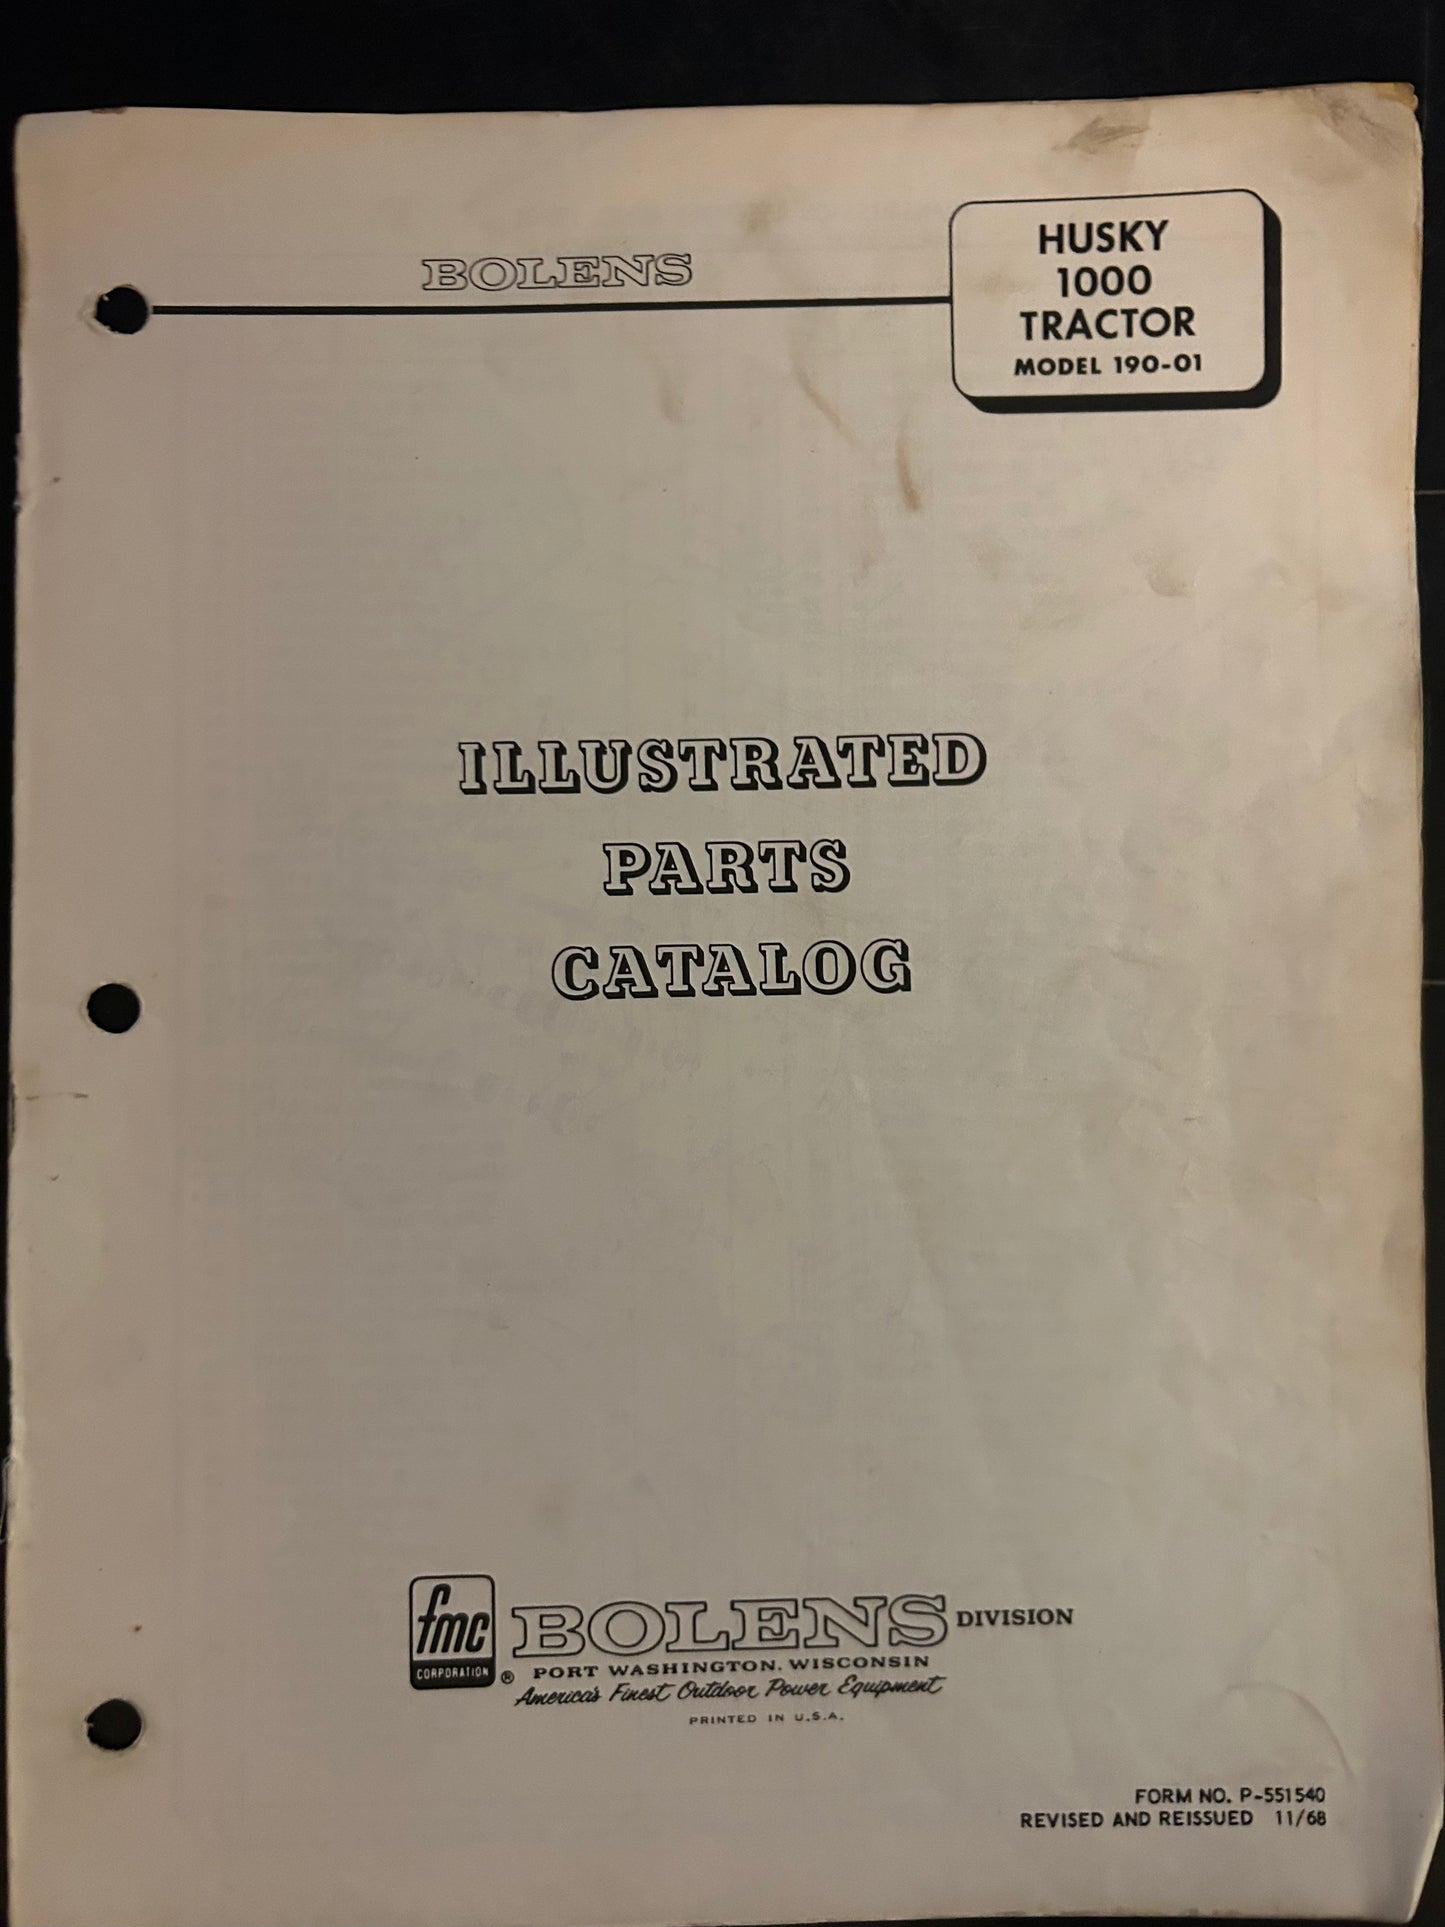 BOLENS
HUSKY
1000
TRACTOR
MODEL 190-01
ILLUSTRATED
PARTS
CATALOG
fmc
CORPORATION
®
BOLENS DIVISION
PORT WASHINGTON, WISCONSIN
America's Finest Outdoor Power Equipment
PRINTED IN U.S.A.
FORM NO. P-551540
REVISED AND REISSUED 11/68